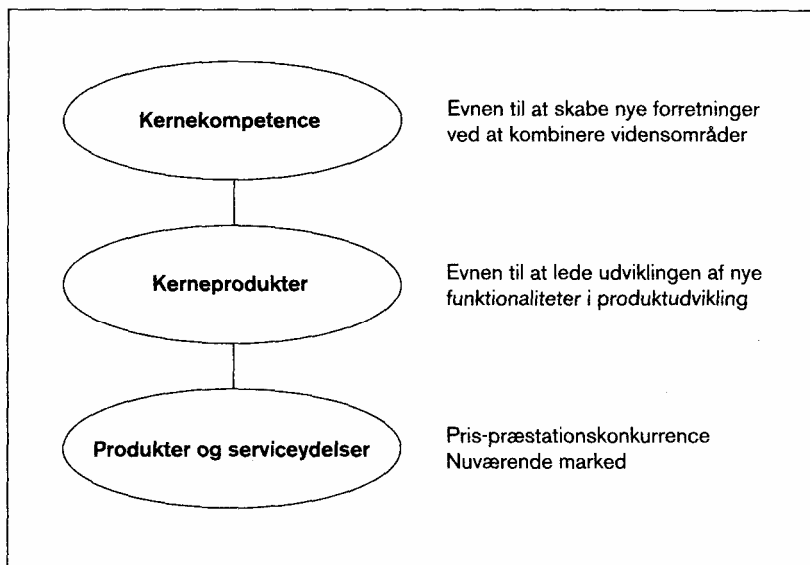 Kernekompetence
Evnen til at skabe nye forretninger
ved at kombinere vidensområder
Kerneprodukter
Evnen til at lede udviklingen af nye
funktionaliteter i produktudvikling
Produkter og serviceydelser
Pris-præstationskonkurrence
Nuværende marked